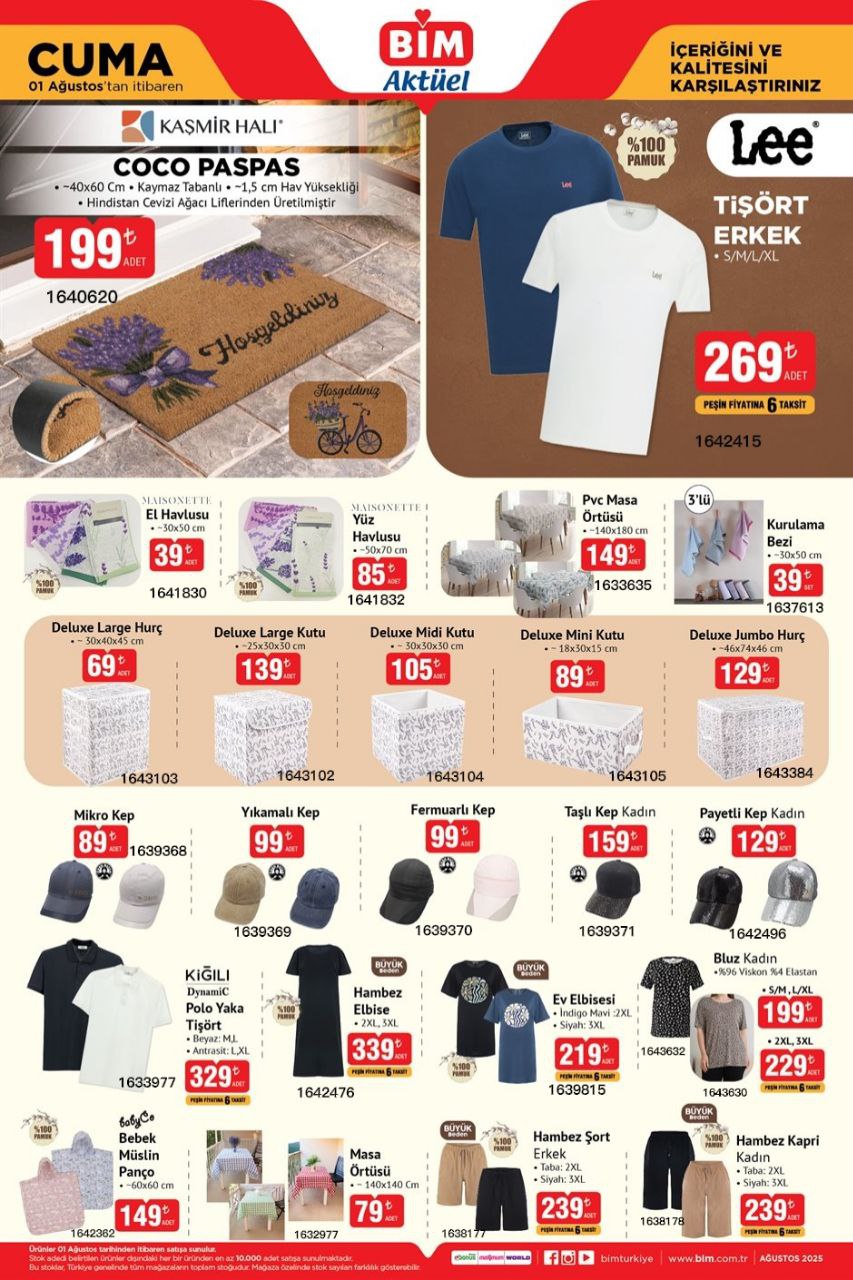 CUMA
01 Ağustos'tan itibaren
BİM
Aktüel
İÇERİĞİNİ VE
KALİTESİNİ
KARŞILAŞTIRINIZ
KAŞMİR HALI®
COCO PASPAS
• ~40x60 Cm • Kaymaz Tabanlı • ~1,5 cm Hav Yüksekliği
• Hindistan Cevizi Ağacı Liflerinden Üretilmiştir
199₺
ADET
1640620
Hoşgeldiniz
Hosgeldınız
%100
PAMUK
Lee®
Lee
Lee
TİŞÖRT
ERKEK
• S/M/L/XL
269₺
ADET
PEŞİN FİYATINA 6 TAKSİT
1642415
MAISONETTE
El Havlusu
• ~30x50 cm
39₺
ADET
%100
PAMUK
1641830
MAISONETTE
Yüz
Havlusu
• ~50x70 cm
85₺
ADET
%100
PAMUK
1641832
Pvc Masa
Örtüsü
• ~140x180 cm
149₺
ADET
1633635
3'lü
Kurulama
Bezi
• ~30x50 cm
39₺
SET
1637613
Deluxe Large Hurç
• ~ 30x40x45 cm
69₺
ADET
1643103
Deluxe Large Kutu
• ~25x30x30 cm
139₺
ADET
1643102
Deluxe Midi Kutu
• ~ 30x30x30 cm
105₺
ADET
1643104
Deluxe Mini Kutu
• ~ 18x30x15 cm
89₺
ADET
1643105
Deluxe Jumbo Hurç
• ~46x74x46 cm
129₺
ADET
1643384
Mikro Kep
89₺
ADET
1639368
Yıkamalı Kep
99₺
ADET
1639369
Fermuarlı Kep
99₺
ADET
1639370
Taşlı Kep Kadın
159₺
ADET
1639371
Payetli Kep Kadın
129₺
ADET
1642496
KİĞILI
DYNAMIC
Polo Yaka
Tişört
• Beyaz: M,L
• Antrasit: L,XL
329₺
ADET
PEŞİN FİYATINA 6 TAKSİT
1633977
BÜYÜK
Beden
%100
PAMUK
Hambez
Elbise
• 2XL, 3XL
339₺
ADET
PEŞİN FİYATINA 6 TAKSİT
1642476
BÜYÜK
Beden
%100
PAMUK
Ev Elbisesi
• İndigo Mavi :2XL
• Siyah: 3XL
219₺
ADET
PEŞİN FİYATINA 6 TAKSİT
1639815
Bluz Kadın
•%96 Viskon %4 Elastan
• S/M, L/XL
199₺
ADET
1643632
• 2XL, 3XL
229₺
ADET
PEŞİN FİYATINA 6 TAKSİT
1643630
babyCo
%100
PAMUK
Bebek
Müslin
Panço
• ~60x60 cm
149₺
ADET
1642362
Masa
Örtüsü
• ~ 140x140 Cm
79₺
ADET
1632977
BÜYÜK
Beden
%100
PAMUK
Hambez Şort
Erkek
• Taba: 2XL
• Siyah: 3XL
239₺
ADET
PEŞİN FİYATINA 6 TAKSİT
1638177
BÜYÜK
Beden
%100
PAMUK
Hambez Kapri
Kadın
• Taba: 2XL
• Siyah: 3XL
239₺
ADET
PEŞİN FİYATINA 6 TAKSİT
1638178
Ürünler 01 Ağustos tarihinden itibaren satışa sunulur.
Stok adedi belirtilen ürünler dışındaki her bir üründen en az 10.000 adet satışa sunulmaktadır.
Bu stoklar, Türkiye genelinde tüm mağazaların toplam stoğudur. Mağaza özelinde stok sayıları farklılık gösterebilir.
bonus maximum WORLD
bimturkiye
www.bim.com.tr
AĞUSTOS 2025